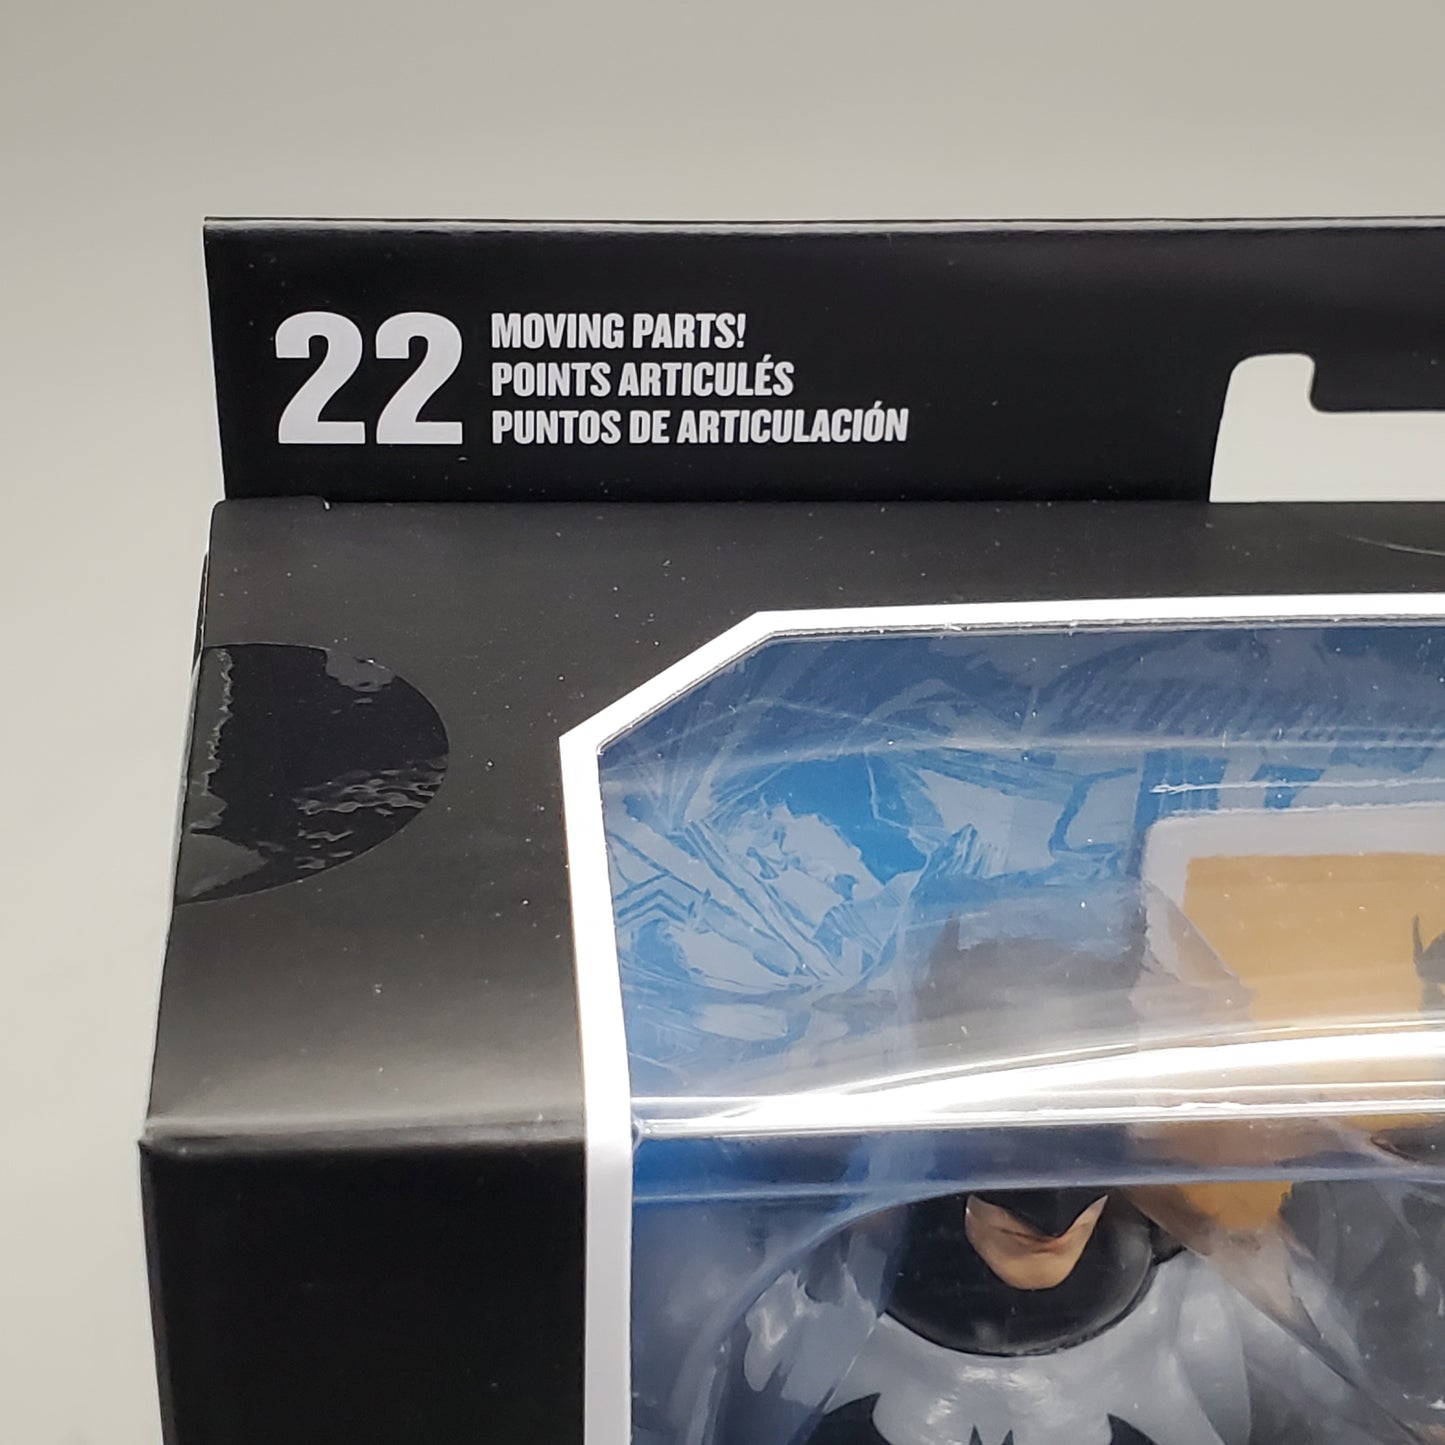 22 MOVING PARTS!
POINTS ARTICULÉS
PUNTOS DE ARTICULACIÓN